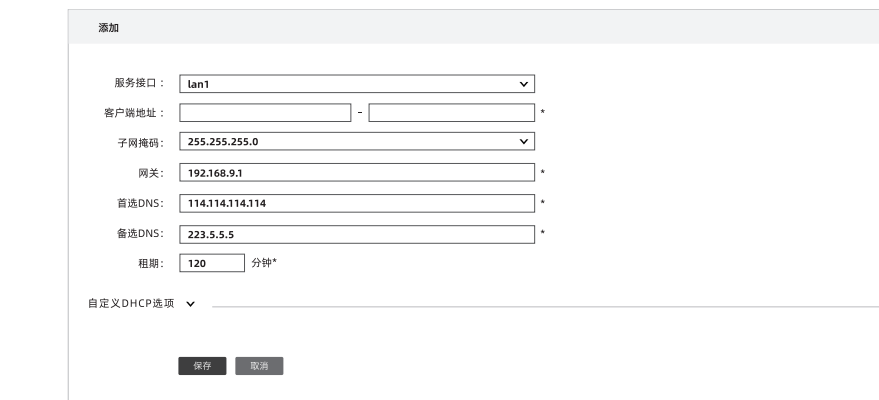 添加
服务接口： lan1
客户端地址： - *
子网掩码： 255.255.255.0
网关： 192.168.9.1 *
首选DNS： 114.114.114.114 *
备选DNS： 223.5.5.5 *
租期： 120 分钟*
自定义DHCP选项
保存 取消